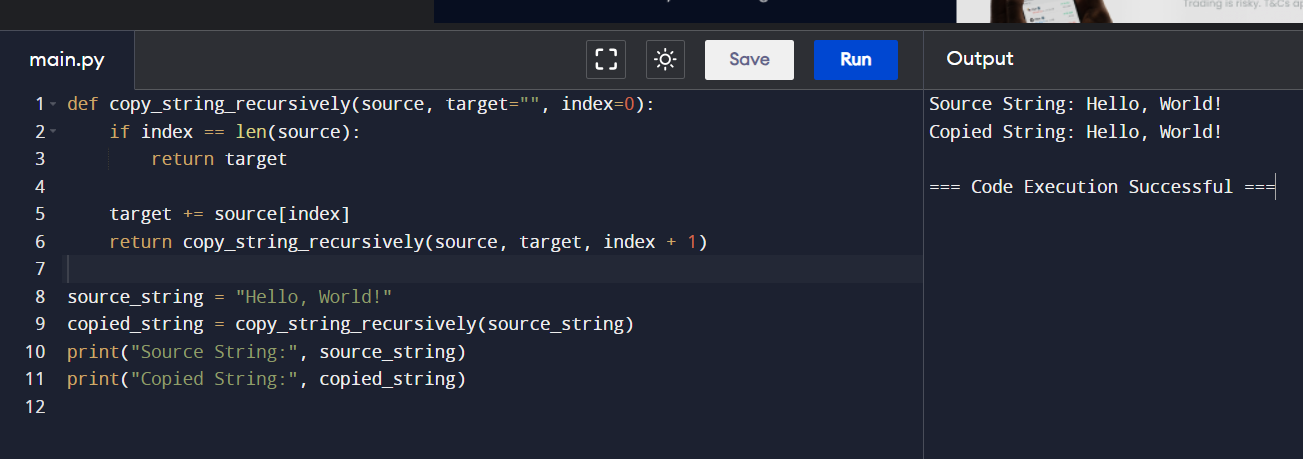 Trading is risky. T&Cs
main.py
Save
Run
Output
1 def copy_string_recursively(source, target="", index=0):
2     if index == len(source):
3         return target
4
5     target += source[index]
6     return copy_string_recursively(source, target, index + 1)
7
8 source_string = "Hello, World!"
9 copied_string = copy_string_recursively(source_string)
10 print("Source String:", source_string)
11 print("Copied String:", copied_string)
12
Source String: Hello, World!
Copied String: Hello, World!
=== Code Execution Successful ===